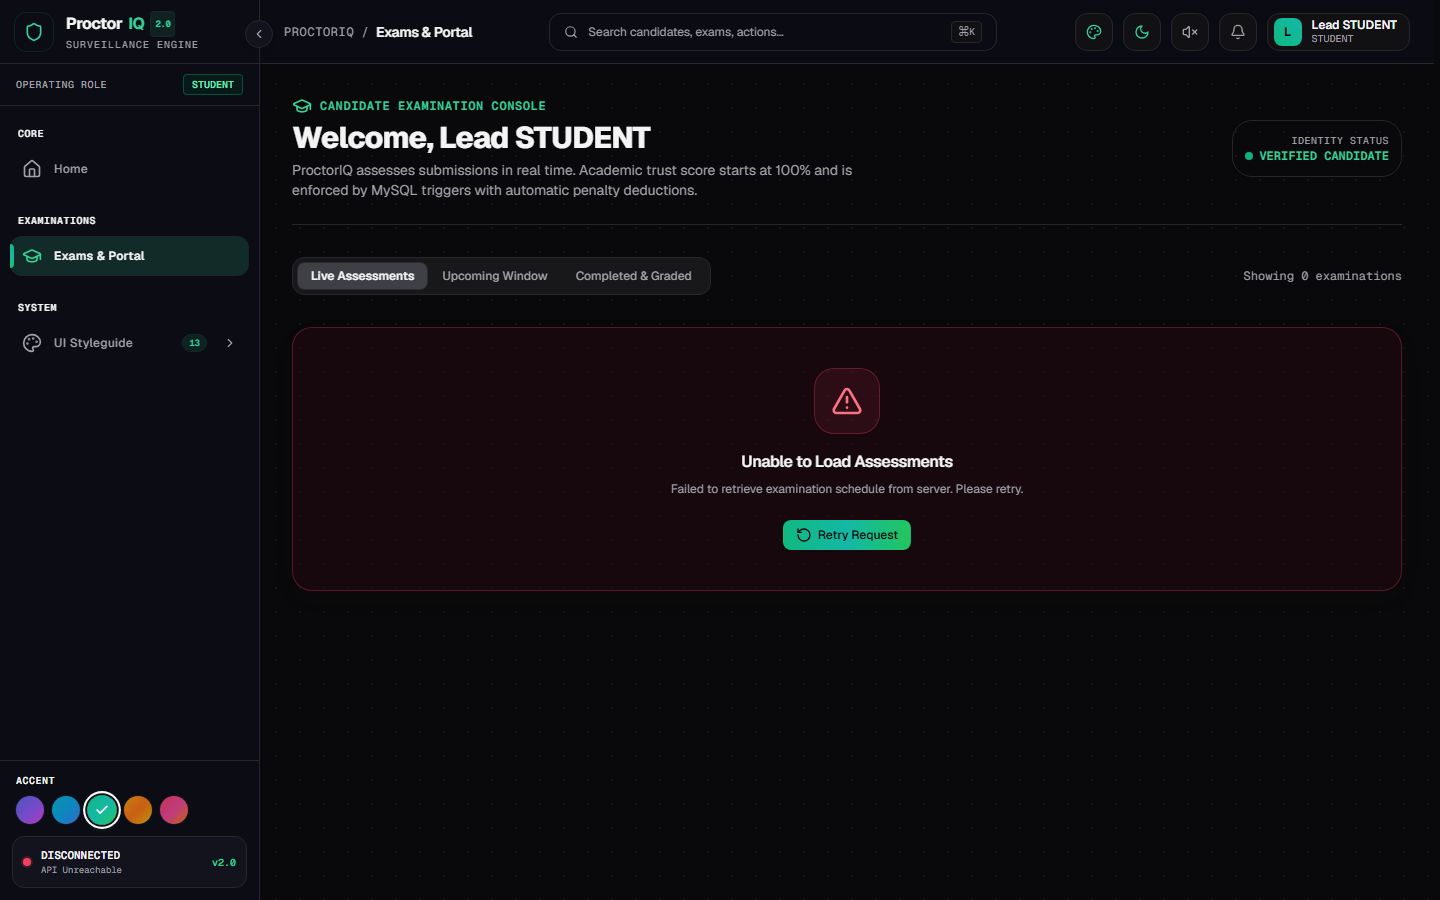 Proctor IQ 2.0
SURVEILLANCE ENGINE
OPERATING ROLE
STUDENT
CORE
Home
EXAMINATIONS
Exams & Portal
SYSTEM
UI Styleguide
13
ACCENT
DISCONNECTED
API Unreachable
v2.0
PROCTORIQ / Exams & Portal
Search candidates, exams, actions...
⌘K
L
Lead STUDENT
STUDENT
CANDIDATE EXAMINATION CONSOLE
Welcome, Lead STUDENT
ProctorIQ assesses submissions in real time. Academic trust score starts at 100% and is
enforced by MySQL triggers with automatic penalty deductions.
IDENTITY STATUS
VERIFIED CANDIDATE
Live Assessments
Upcoming Window
Completed & Graded
Showing 0 examinations
Unable to Load Assessments
Failed to retrieve examination schedule from server. Please retry.
Retry Request